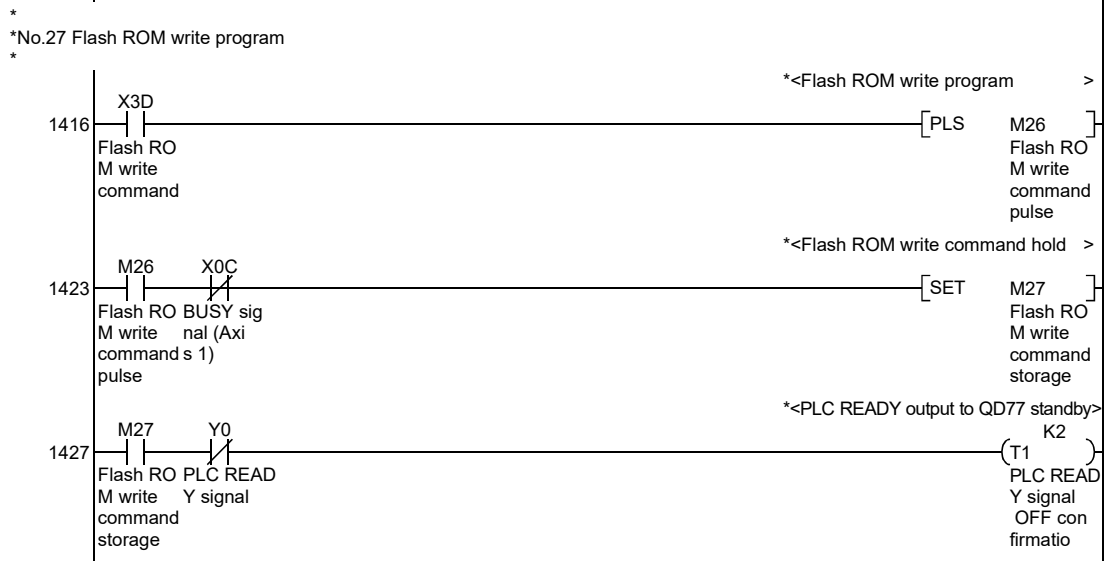 *
*No.27 Flash ROM write program
*
*<Flash ROM write program >
X3D
1416
PLS M26
Flash RO
M write
command
Flash RO
M write
command
pulse
*<Flash ROM write command hold >
M26 X0C
1423
SET M27
Flash RO
M write
command
pulse
BUSY sig
nal (Axi
s 1)
Flash RO
M write
command
storage
*<PLC READY output to QD77 standby>
M27 Y0
K2
1427
T1
Flash RO
M write
command
storage
PLC READ
Y signal
PLC READ
Y signal
OFF con
firmatio